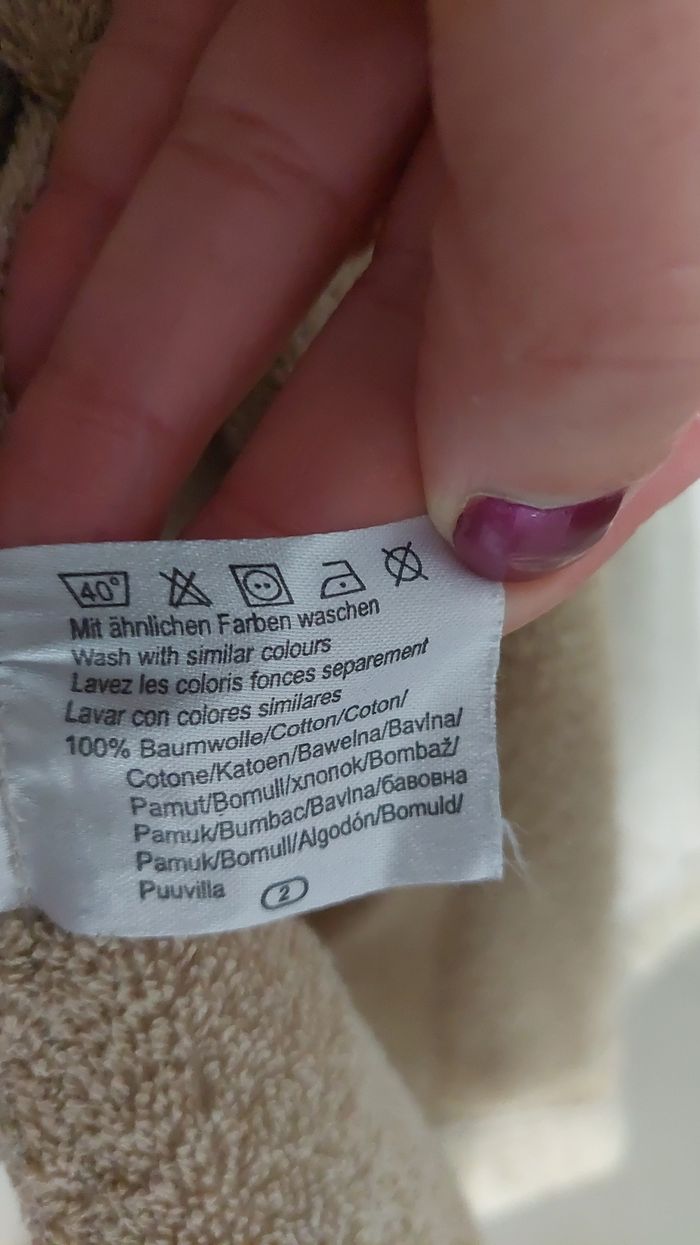 40°
Mit ähnlichen Farben waschen
Wash with similar colours
Lavez les coloris fonces separement
Lavar con colores similares
100% Baumwolle/Cotton/Coton/
Cotone/Katoen/Bawełna/Bavlna/
Pamut/Bomull/хлопок/Bombaž/
Pamuk/Bumbac/Bavlna/бавовна
Pamuk/Bomull/Algodón/Bomuld/
Puuvilla 2